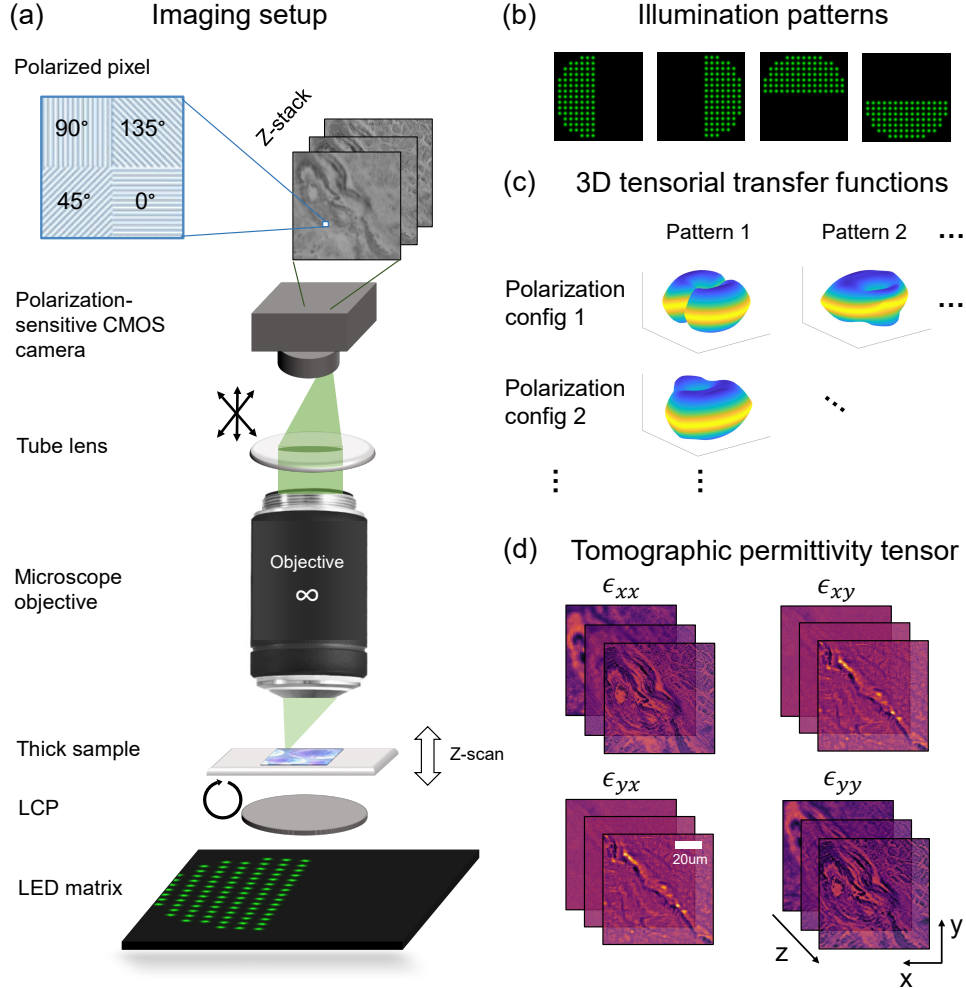 (a) Imaging setup
Polarized pixel
90°
135°
45°
0°
Z-stack
Polarization-
sensitive CMOS
camera
Tube lens
Microscope
objective
Objective
∞
Thick sample
Z-scan
LCP
LED matrix
(b) Illumination patterns
(c) 3D tensorial transfer functions
Pattern 1
Pattern 2
...
Polarization
config 1
...
Polarization
config 2
...
...
...
(d) Tomographic permittivity tensor
ϵxx
ϵxy
ϵyx
ϵyy
20um
z
y
x